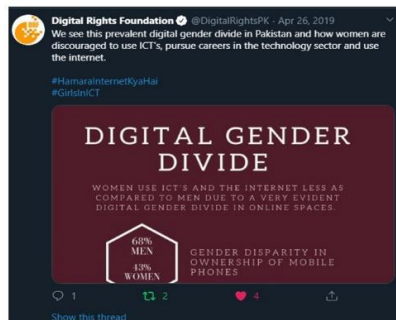 Digital Rights Foundation @DigitalRightsPK · Apr 26, 2019
We see this prevalent digital gender divide in Pakistan and how women are
discouraged to use ICT's, pursue careers in the technology sector and use
the internet.
#HamaraInternetKyaHai
#GirlsInICT
DIGITAL GENDER
DIVIDE
WOMEN USE ICT'S AND THE INTERNET LESS AS
COMPARED TO MEN DUE TO A VERY EVIDENT
DIGITAL GENDER DIVIDE IN ONLINE SPACES.
68%
MEN
43%
WOMEN
GENDER DISPARITY IN
OWNERSHIP OF MOBILE
PHONES
1 2 4
Show this thread